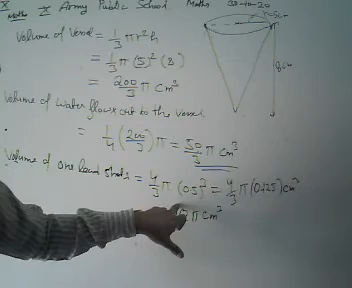 X Maths X Army Public School Maths
r=5cm
8cm
Volume of vessel = 1/3 πr²h
= 1/3 π (5)² (8)
= 200/3 π cm³
Volume of water flows out to the vessel
= 1/4 (200/3) π = 50/3 π cm³
Volume of one lead shots = 4/3 π (0.5)³ = 4/3 π (0.125) cm³
π cm³